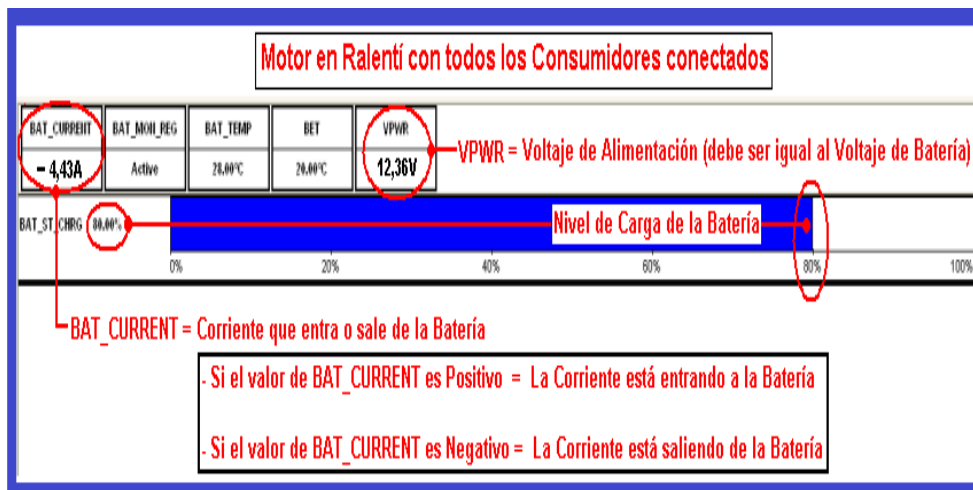 Motor en Ralentí con todos los Consumidores conectados
BAT_CURRENT BAT_MON_REG BAT_TEMP BET VPWR
– 4,43A Active 28.00°C 20.00°C 12,36V
VPWR = Voltaje de Alimentación (debe ser igual al Voltaje de Batería)
BAT_ST_CHRG 80.00%
Nivel de Carga de la Batería
0% 20% 40% 60% 80% 100%
BAT_CURRENT = Corriente que entra o sale de la Batería
- Si el valor de BAT_CURRENT es Positivo = La Corriente está entrando a la Batería
- Si el valor de BAT_CURRENT es Negativo = La Corriente está saliendo de la Batería